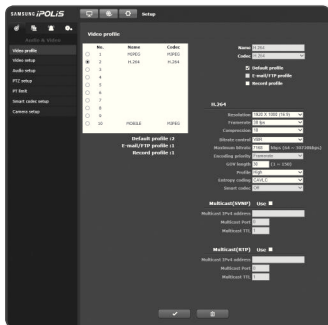 SAMSUNG iPOLiS
Setup
Audio & Video
Video profile
Video setup
Audio setup
PTZ setup
Smart codec setup
Camera setup
Video profile
No. Name Codec
1 MJPEG MJPEG
2 H.264 H.264
3
4
5
6
7
8
9
10 MOBILE MJPEG
Default profile :2
E-mail/FTP profile :1
Record profile :1
Name H.264
Codec H.264
Default profile
E-mail/FTP profile
Record profile
H.264
Resolution 1920 X 1080 (16:9)
Framerate 30 fps
Compression 10
Bitrate control VBR
Maximum Bitrate
Encoding priority Framerate
GOV length
Profile High
Entropy coding CAVLC
Smart codec Off
Multicast(SVNP) Use
Multicast IPv4 address
Multicast Port 0
Multicast TTL
Multicast(RTP) Use
Multicast IPv4 address
Multicast Port 0
Multicast TTL